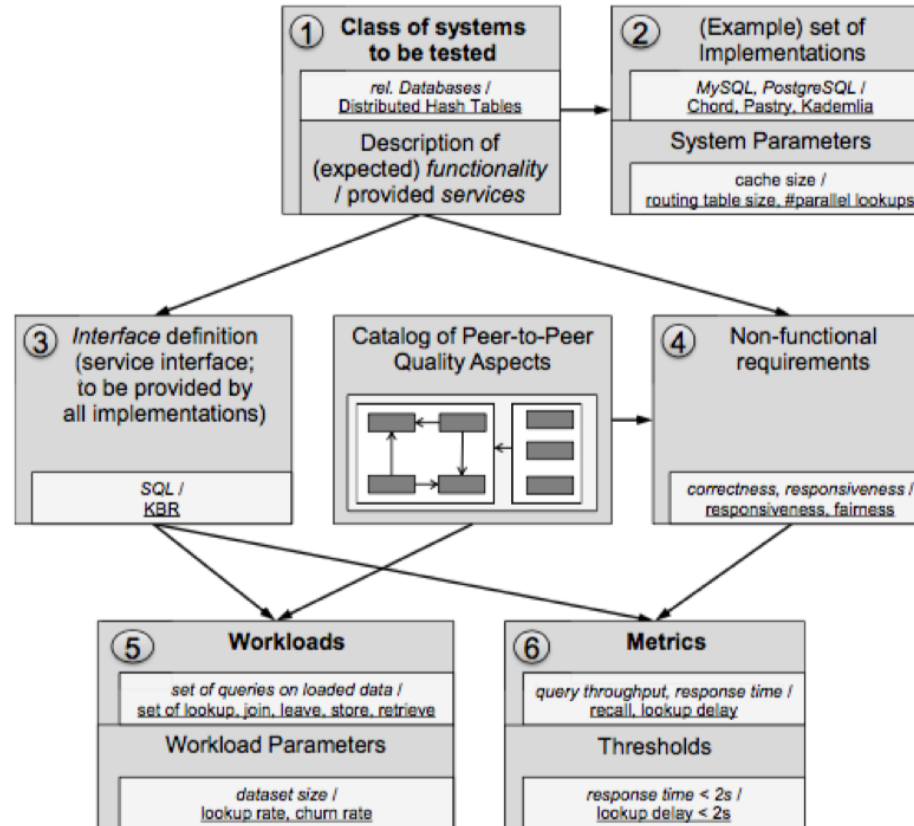 1
Class of systems
to be tested
rel. Databases /
Distributed Hash Tables
Description of
(expected) functionality
/ provided services
2
(Example) set of
Implementations
MySQL, PostgreSQL /
Chord, Pastry, Kademlia
System Parameters
cache size /
routing table size, #parallel lookups
3
Interface definition
(service interface;
to be provided by
all implementations)
SQL /
KBR
Catalog of Peer-to-Peer
Quality Aspects
4
Non-functional
requirements
correctness, responsiveness /
responsiveness, fairness
5
Workloads
set of queries on loaded data /
set of lookup, join, leave, store, retrieve
Workload Parameters
dataset size /
lookup rate, churn rate
6
Metrics
query throughput, response time /
recall, lookup delay
Thresholds
response time < 2s /
lookup delay < 2s